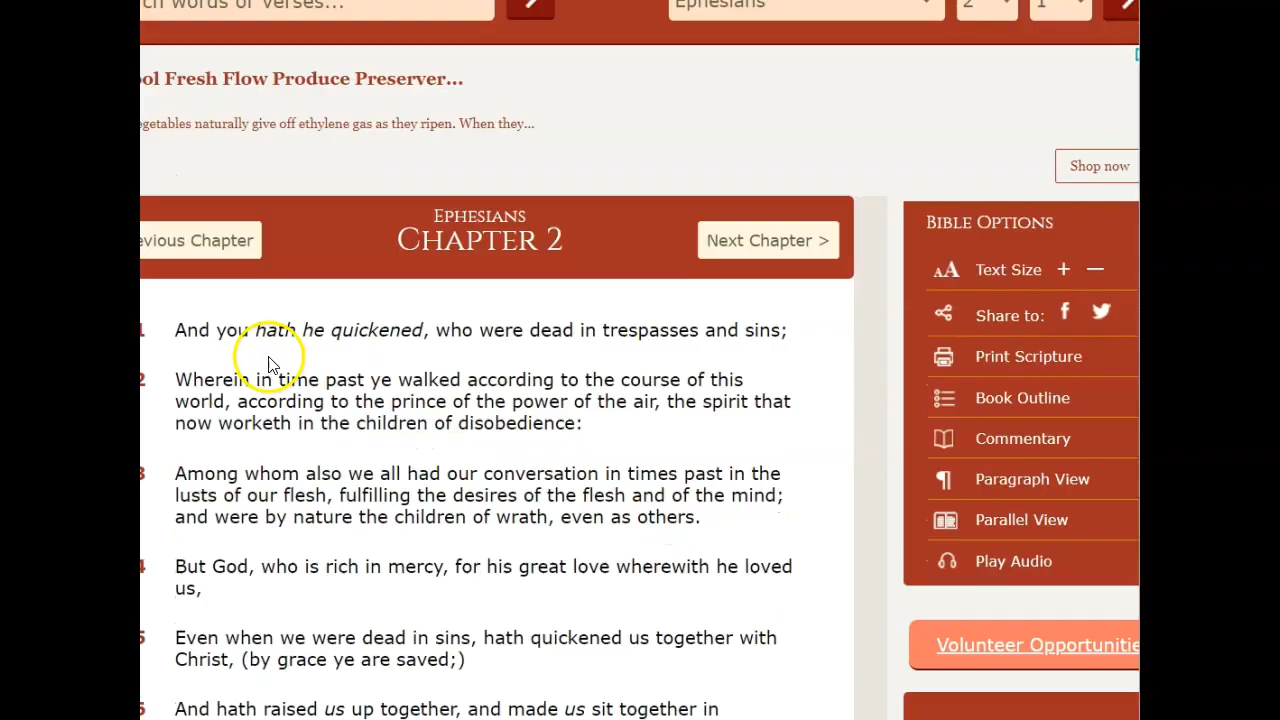 ch words or verses...
Ephesians
2
1
ol Fresh Flow Produce Preserver...
egetables naturally give off ethylene gas as they ripen. When they...
Shop now
evious Chapter
Ephesians
Chapter 2
Next Chapter >
1 And you hath he quickened, who were dead in trespasses and sins;
2 Wherein in time past ye walked according to the course of this
world, according to the prince of the power of the air, the spirit that
now worketh in the children of disobedience:
3 Among whom also we all had our conversation in times past in the
lusts of our flesh, fulfilling the desires of the flesh and of the mind;
and were by nature the children of wrath, even as others.
4 But God, who is rich in mercy, for his great love wherewith he loved
us,
5 Even when we were dead in sins, hath quickened us together with
Christ, (by grace ye are saved;)
6 And hath raised us up together, and made us sit together in
Bible Options
AA Text Size + −
Share to:
Print Scripture
Book Outline
Commentary
Paragraph View
Parallel View
Play Audio
Volunteer Opportunitie